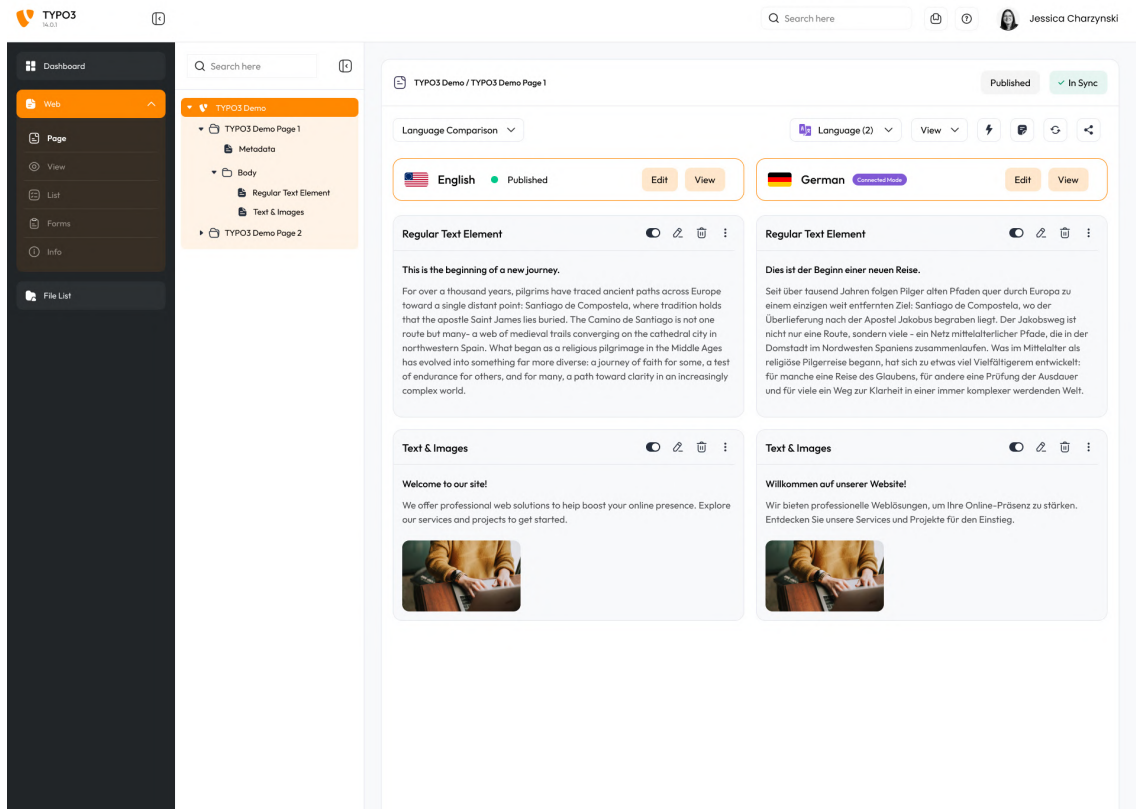 TYPO3
14.0.1
Search here
Jessica Charzynski
Dashboard
Web
Page
View
List
Forms
Info
File List
Search here
TYPO3 Demo
TYPO3 Demo Page 1
Metadata
Body
Regular Text Element
Text & Images
TYPO3 Demo Page 2
TYPO3 Demo / TYPO3 Demo Page 1
Published
In Sync
Language Comparison
Language (2)
View
English
Published
Edit
View
German
Connected Mode
Edit
View
Regular Text Element
This is the beginning of a new journey.
For over a thousand years, pilgrims have traced ancient paths across Europe
toward a single distant point: Santiago de Compostela, where tradition holds
that the apostle Saint James lies buried. The Camino de Santiago is not one
route but many- a web of medieval trails converging on the cathedral city in
northwestern Spain. What began as a religious pilgrimage in the Middle Ages
has evolved into something far more diverse: a journey of faith for some, a test
of endurance for others, and for many, a path toward clarity in an increasingly
complex world.
Regular Text Element
Dies ist der Beginn einer neuen Reise.
Seit über tausend Jahren folgen Pilger alten Pfaden quer durch Europa zu
einem einzigen weit entfernten Ziel: Santiago de Compostela, wo der
Überlieferung nach der Apostel Jakobus begraben liegt. Der Jakobsweg ist
nicht nur eine Route, sondern viele - ein Netz mittelalterlicher Pfade, die in der
Domstadt im Nordwesten Spaniens zusammenlaufen. Was im Mittelalter als
religiöse Pilgerreise begann, hat sich zu etwas viel Vielfältigerem entwickelt:
für manche eine Reise des Glaubens, für andere eine Prüfung der Ausdauer
und für viele ein Weg zur Klarheit in einer immer komplexer werdenden Welt.
Text & Images
Welcome to our site!
We offer professional web solutions to help boost your online presence. Explore
our services and projects to get started.
Text & Images
Willkommen auf unserer Website!
Wir bieten professionelle Weblösungen, um Ihre Online-Präsenz zu stärken.
Entdecken Sie unsere Services und Projekte für den Einstieg.